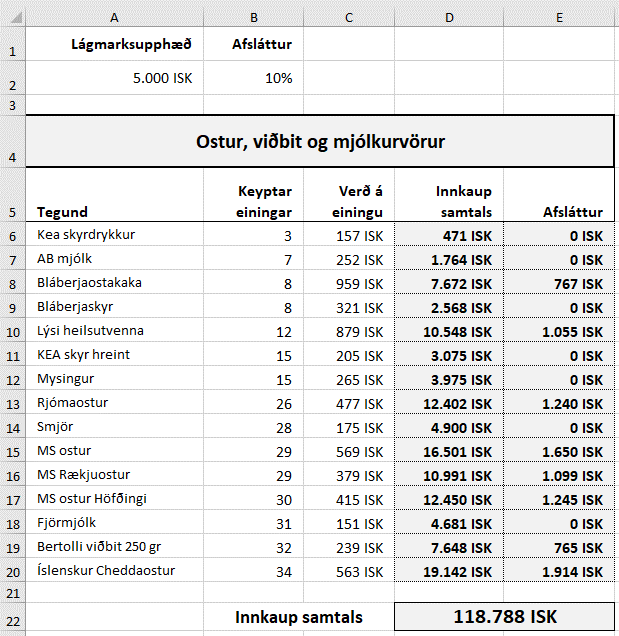 A B C D E
1 Lágmarksupphæð Afsláttur
2 5.000 ISK 10%
3
4 Ostur, viðbit og mjólkurvörur
Keyptar Verð á Innkaup
5 Tegund einingar einingu samtals Afsláttur
6 Kea skyrdrykkur 3 157 ISK 471 ISK 0 ISK
7 AB mjólk 7 252 ISK 1.764 ISK 0 ISK
8 Bláberjaostakaka 8 959 ISK 7.672 ISK 767 ISK
9 Bláberjaskyr 8 321 ISK 2.568 ISK 0 ISK
10 Lýsi heilsutvenna 12 879 ISK 10.548 ISK 1.055 ISK
11 KEA skyr hreint 15 205 ISK 3.075 ISK 0 ISK
12 Mysingur 15 265 ISK 3.975 ISK 0 ISK
13 Rjómaostur 26 477 ISK 12.402 ISK 1.240 ISK
14 Smjör 28 175 ISK 4.900 ISK 0 ISK
15 MS ostur 29 569 ISK 16.501 ISK 1.650 ISK
16 MS Rækjuostur 29 379 ISK 10.991 ISK 1.099 ISK
17 MS ostur Höfðingi 30 415 ISK 12.450 ISK 1.245 ISK
18 Fjörmjólk 31 151 ISK 4.681 ISK 0 ISK
19 Bertolli viðbit 250 gr 32 239 ISK 7.648 ISK 765 ISK
20 Íslenskur Cheddaostur 34 563 ISK 19.142 ISK 1.914 ISK
21
22 Innkaup samtals 118.788 ISK